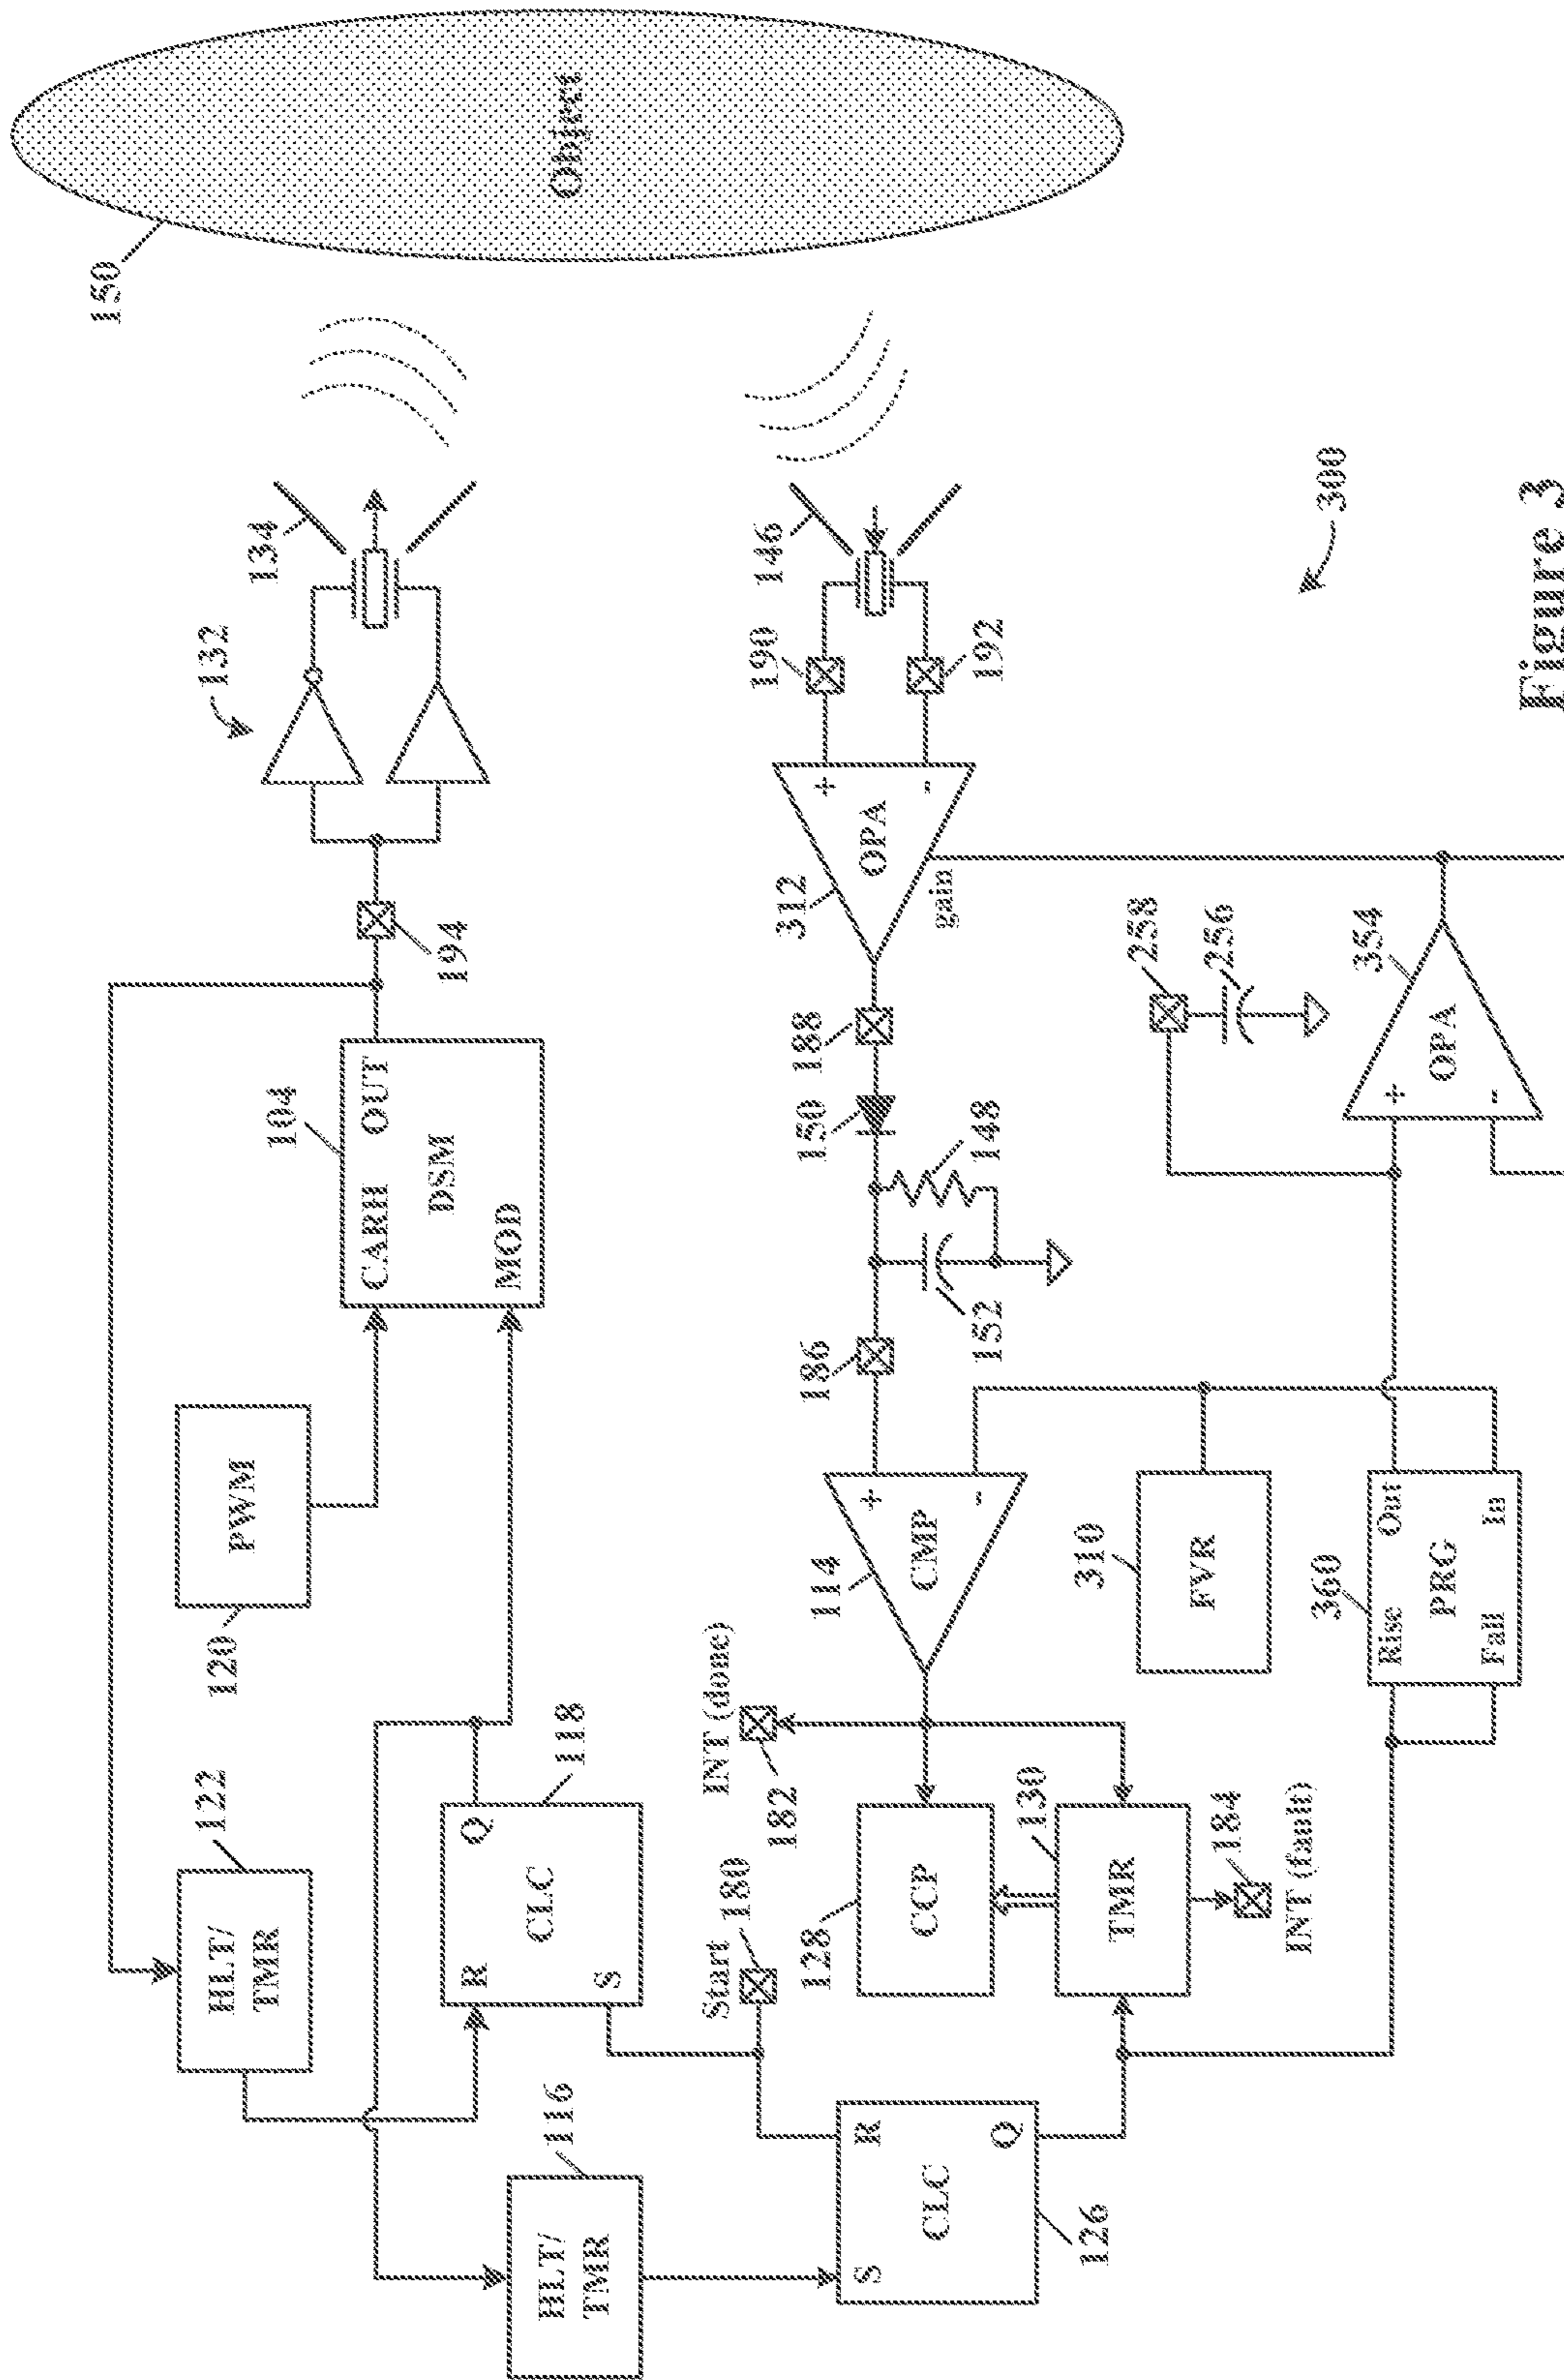 150
Object
134
132
194
104
CARH OUT
DSM
MOD
PWM
120
122
HLT/
TMR
118
Q
CLC
R
S
116
HLT/
TMR
146
190
192
+
-
OPA
312
gain
188
150
148
152
186
+
-
CMP
114
INT (done)
182
Start
180
CCP
128
130
TMR
184
INT (fault)
S
R
CLC
Q
126
258
256
354
+
-
OPA
310
FVR
360
Rise Out
PRG
Fall In
300
Figure 3